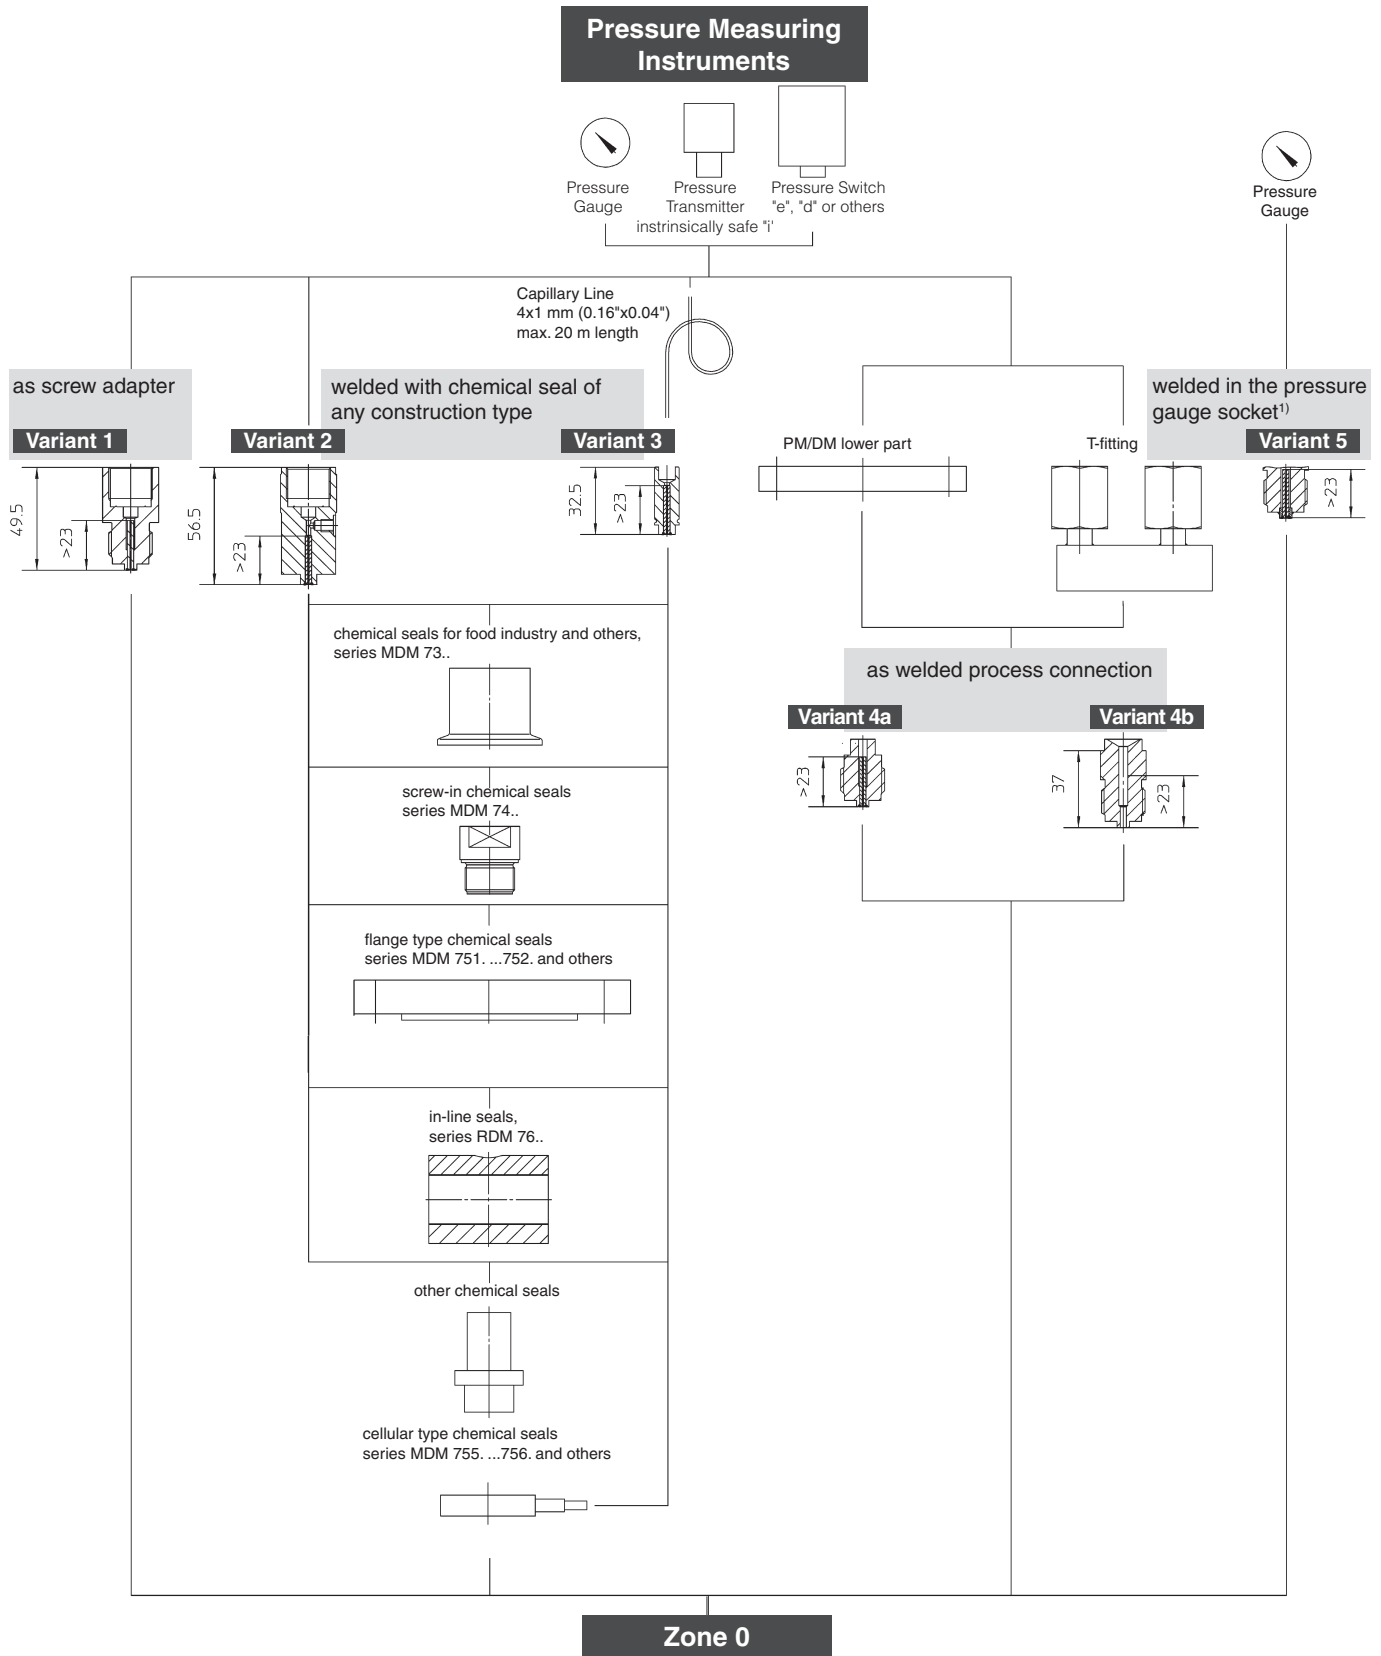 Pressure Measuring
Instruments
Pressure
Gauge
Pressure
Transmitter
instrinsically safe "i'
Pressure Switch
"e", "d" or others
Pressure
Gauge
Capillary Line
4x1 mm (0.16"x0.04")
max. 20 m length
as screw adapter
Variant 1
welded with chemical seal of
any construction type
Variant 2
Variant 3
welded in the pressure
gauge socket1)
Variant 5
PM/DM lower part
T-fitting
49.5
>23
56.5
>23
32.5
>23
>23
chemical seals for food industry and others,
series MDM 73..
as welded process connection
Variant 4a
Variant 4b
>23
37
>23
screw-in chemical seals
series MDM 74..
flange type chemical seals
series MDM 751. ...752. and others
in-line seals,
series RDM 76..
other chemical seals
cellular type chemical seals
series MDM 755. ...756. and others
Zone 0